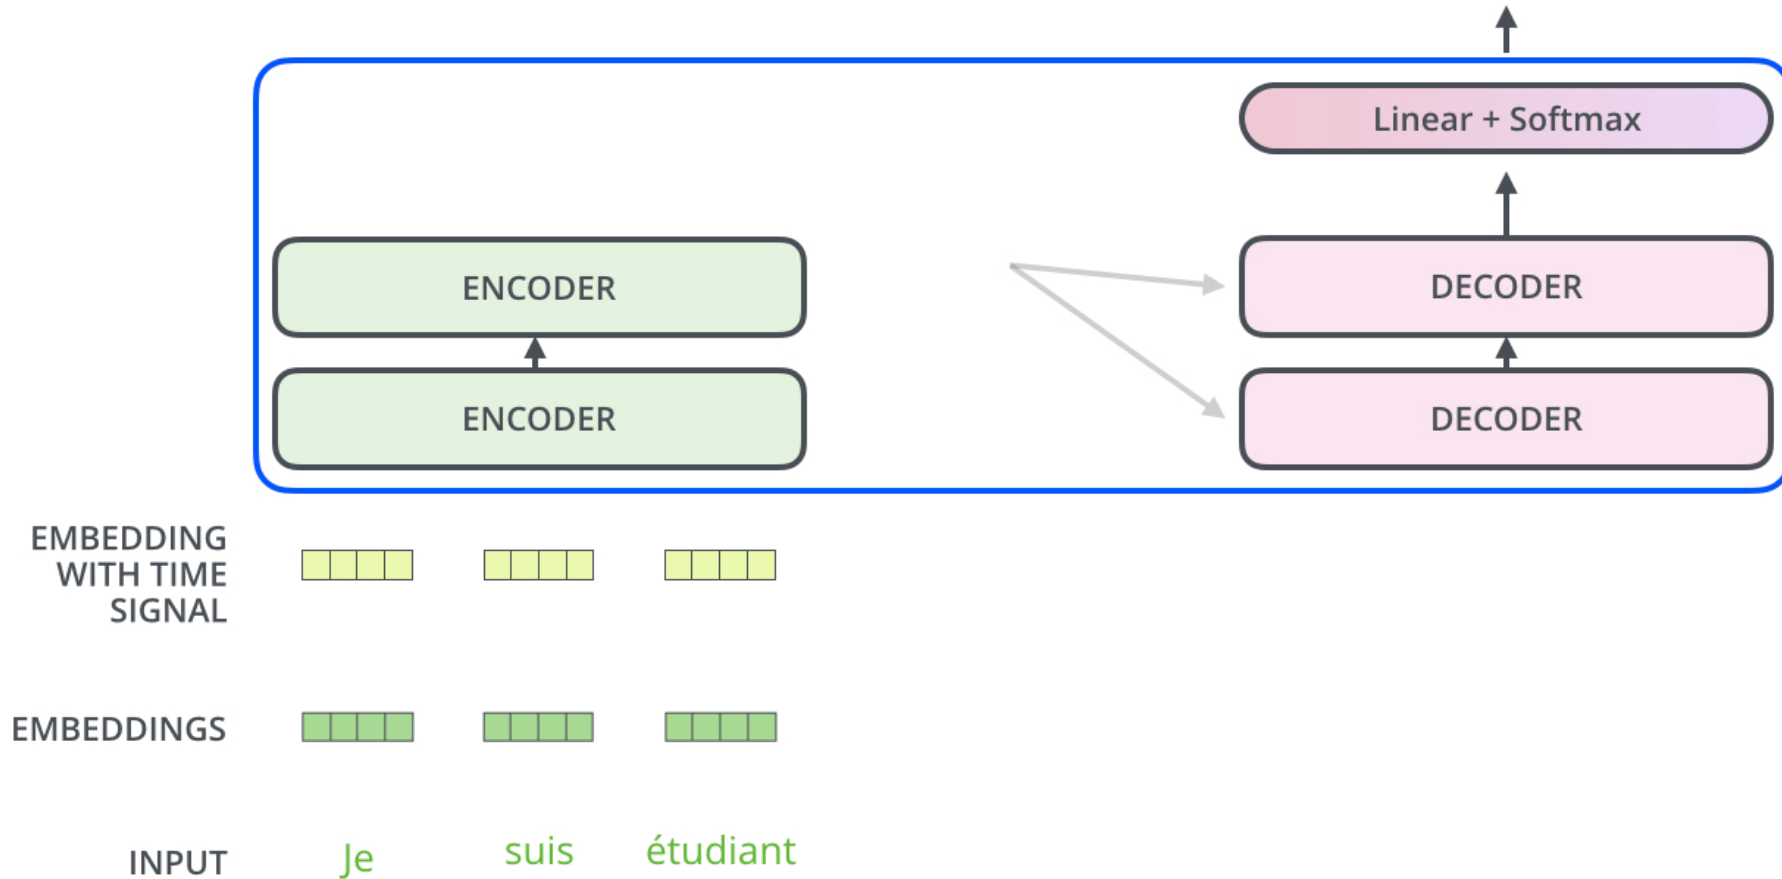 Linear + Softmax
ENCODER
DECODER
ENCODER
DECODER
EMBEDDING
WITH TIME
SIGNAL
EMBEDDINGS
INPUT Je suis étudiant